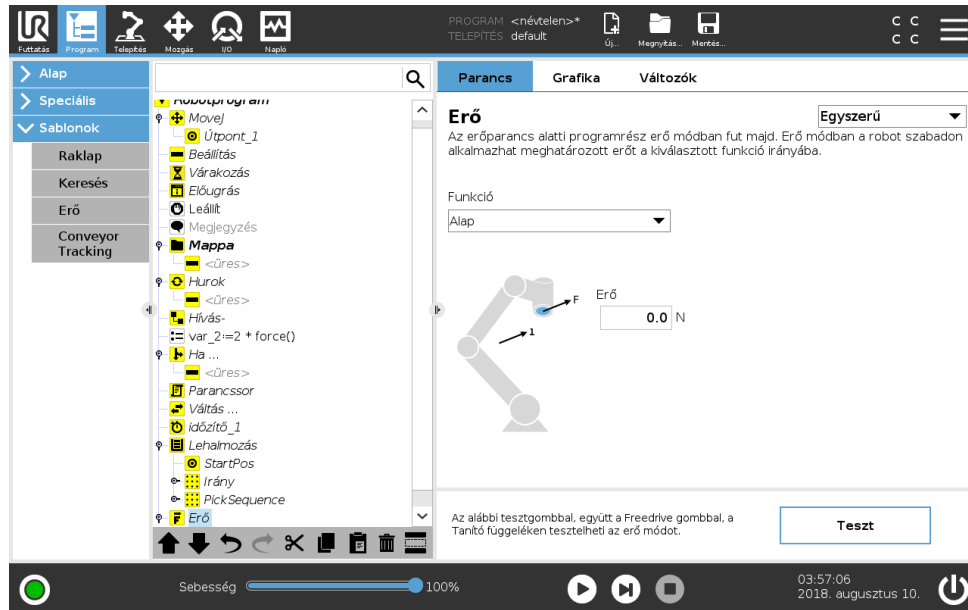 PROGRAM <névtelen>*
TELEPÍTÉS default
Futtatás
Program
Telepítés
Mozgás
I/O
Napló
Új...
Megnyitás...
Mentés...
C C
C C
Alap
Speciális
Sablonok
Raklap
Keresés
Erő
Conveyor
Tracking
Robotprogram
MoveJ
Útpont_1
Beállítás
Várakozás
Előugrás
Leállít
Megjegyzés
Mappa
<üres>
Hurok
<üres>
Hívás-
var_2:=2 * force()
Ha ...
<üres>
Parancssor
Váltás ...
időzítő_1
Lehalmozás
StartPos
Irány
PickSequence
Erő
Parancs Grafika Változók
Erő
Egyszerű
Az erőparancs alatti programrész erő módban fut majd. Erő módban a robot szabadon
alkalmazhat meghatározott erőt a kiválasztott funkció irányába.
Funkció
Alap
F
1
Erő
0.0 N
Az alábbi tesztgombbal, együtt a Freedrive gombbal, a
Tanító függeléken tesztelheti az erő módot.
Teszt
Sebesség
100%
03:57:06
2018. augusztus 10.